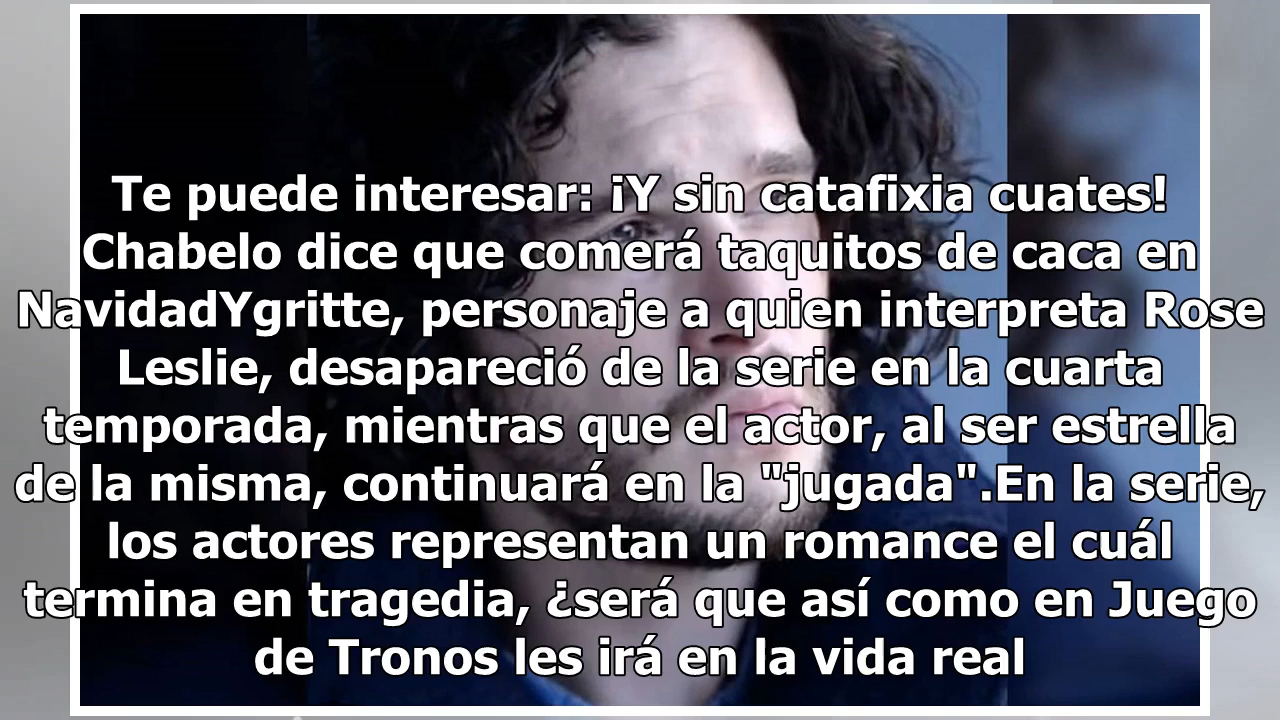 Te puede interesar: ¡Y sin catafixia cuates!
Chabelo dice que comerá taquitos de caca en
NavidadYgritte, personaje a quien interpreta Rose
Leslie, desapareció de la serie en la cuarta
temporada, mientras que el actor, al ser estrella
de la misma, continuará en la "jugada".En la serie,
los actores representan un romance el cuál
termina en tragedia, ¿será que así como en Juego
de Tronos les irá en la vida real